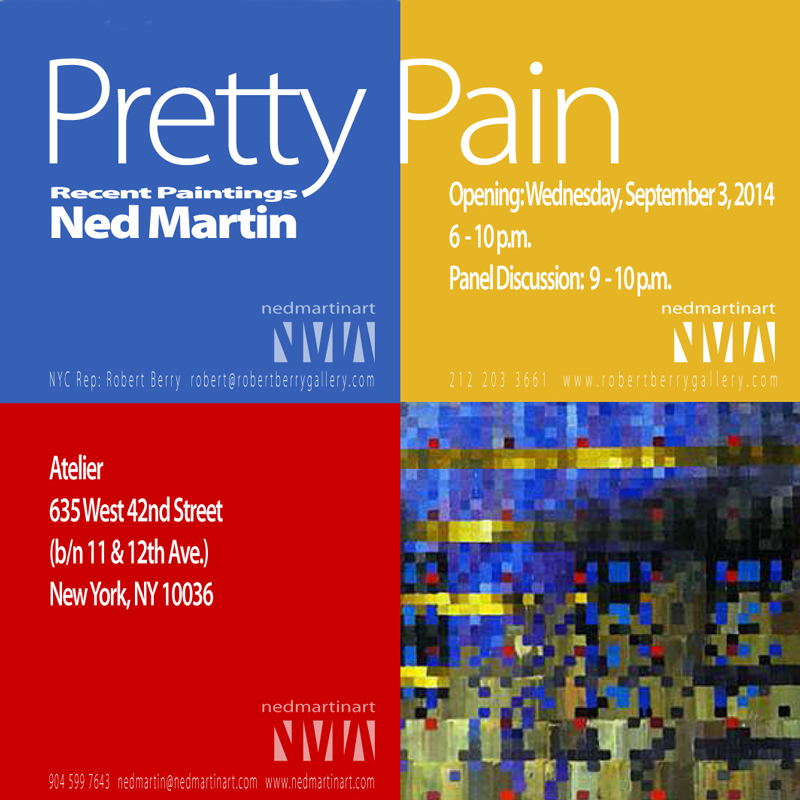 Pretty Pain
Recent Paintings
Ned Martin
nedmartinart
NMA
NYC Rep: Robert Berry robert@robertberrygallery.com
Opening: Wednesday, September 3, 2014
6 - 10 p.m.
Panel Discussion: 9 - 10 p.m.
nedmartinart
NMA
212 203 3661 www.robertberrygallery.com
Atelier
635 West 42nd Street
(b/n 11 & 12th Ave.)
New York, NY 10036
nedmartinart
NMA
904 599 7643 nedmartin@nedmartinart.com www.nedmartinart.com